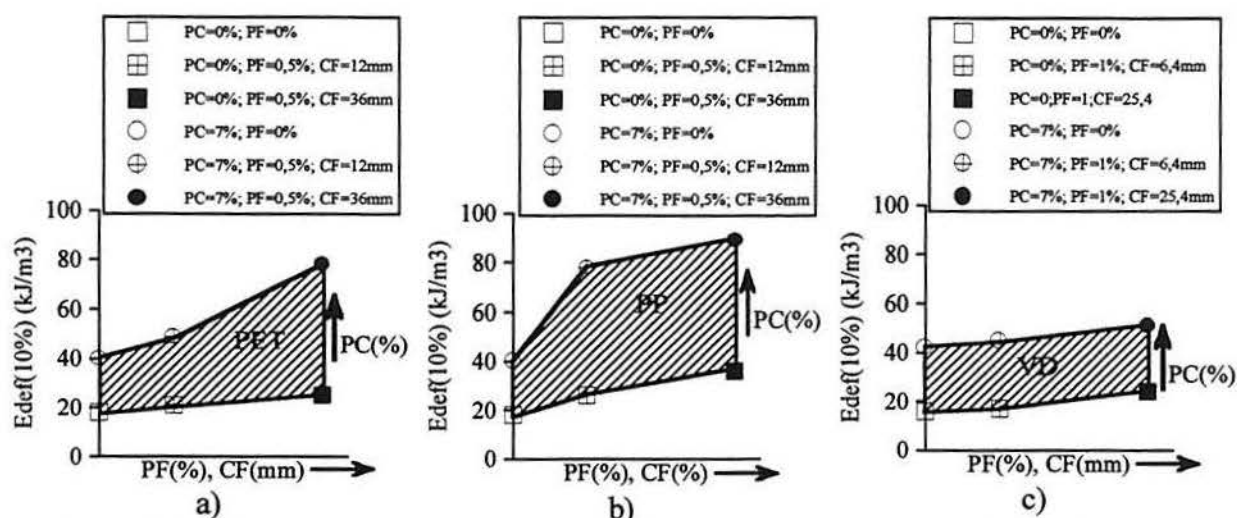 PC=0%; PF=0%
PC=0%; PF=0,5%; CF=12mm
PC=0%; PF=0,5%; CF=36mm
PC=7%; PF=0%
PC=7%; PF=0,5%; CF=12mm
PC=7%; PF=0,5%; CF=36mm
100
80
60
40
20
0
Edef(10%) (kJ/m3)
PET
PC(%)
PF(%), CF(mm)
a)
PC=0%; PF=0%
PC=0%; PF=0,5%; CF=12mm
PC=0%; PF=0,5%; CF=36mm
PC=7%; PF=0%
PC=7%; PF=0,5%; CF=12mm
PC=7%; PF=0,5%; CF=36mm
100
80
60
40
20
0
Edef(10%) (kJ/m3)
PP
PC(%)
PF(%), CF(%)
b)
PC=0%; PF=0%
PC=0%; PF=1%; CF=6,4mm
PC=0;PF=1;CF=25,4
PC=7%; PF=0%
PC=7%; PF=1%; CF=6,4mm
PC=7%; PF=1%; CF=25,4mm
100
80
60
40
20
0
Edef(10%) (kJ/m3)
VD
PC(%)
PF(%), CF(mm)
c)